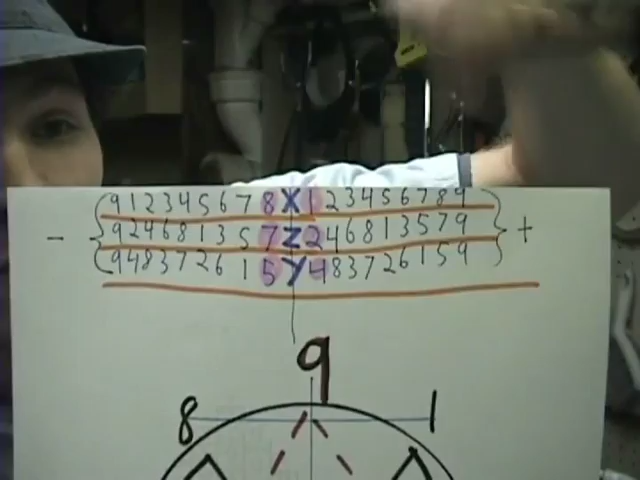 - { 9 1 2 3 4 5 6 7 8 X 1 2 3 4 5 6 7 8 9 } +
9 2 4 6 8 1 3 5 7 Z 2 4 6 8 1 3 5 7 9
9 4 8 3 7 2 6 1 5 Y 4 8 3 7 2 6 1 5 9
9
8 1